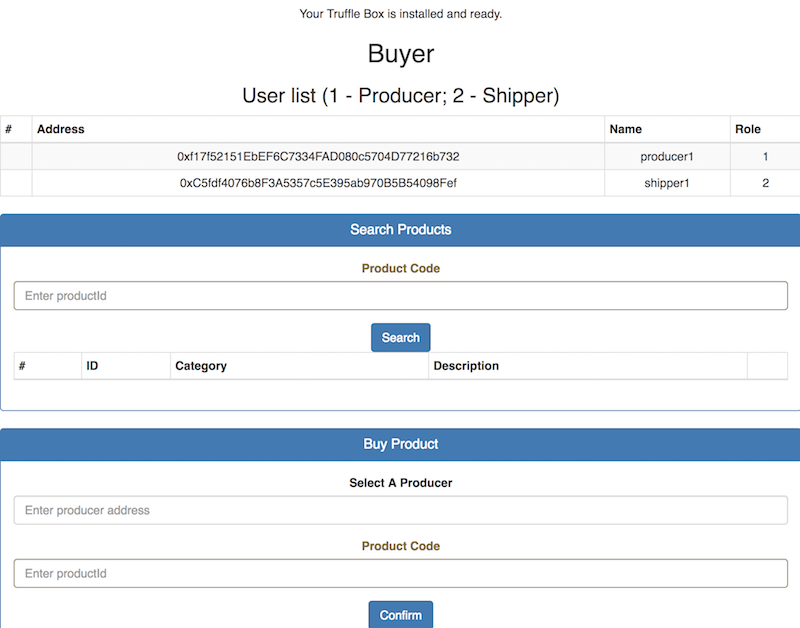 Your Truffle Box is installed and ready.
Buyer
User list (1 - Producer; 2 - Shipper)
# Address Name Role
0xf17f52151EbEF6C7334FAD080c5704D77216b732 producer1 1
0xC5fdf4076b8F3A5357c5E395ab970B5B54098Fef shipper1 2
Search Products
Product Code
Enter productId
Search
# ID Category Description
Buy Product
Select A Producer
Enter producer address
Product Code
Enter productId
Confirm